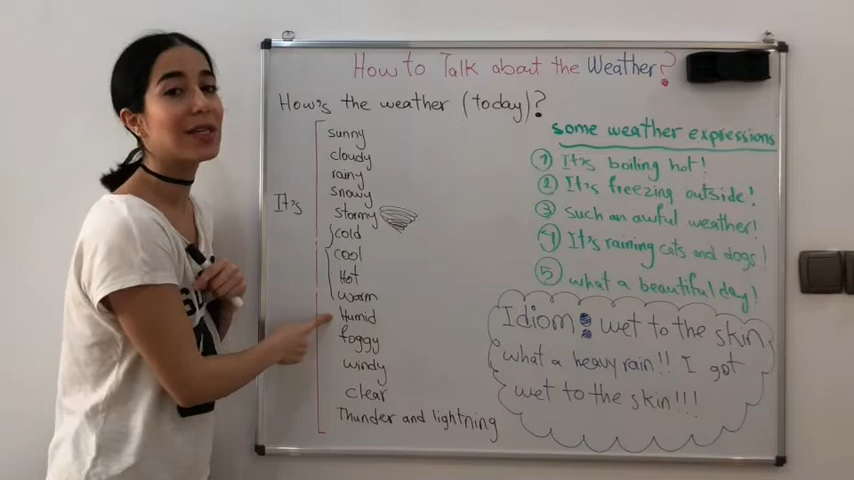 How to Talk about the Weather?
How's the weather (today)?
It's
sunny
cloudy
rainy
snowy
stormy
cold
cool
Hot
warm
Humid
foggy
windy
clear
Thunder and lightning
some weather expressions
1 It's boiling hot!
2 It's freezing outside!
3 such an awful weather!
4 It's raining cats and dogs!
5 what a beautiful day!
Idiom: wet to the skin
what a heavy rain!! I got
wet to the skin!!!